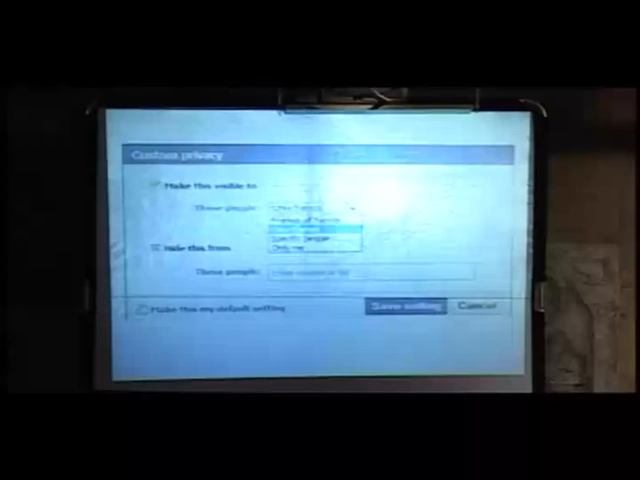 Custom privacy
Make this visible to
These people:
Friends of Friends
Specific people
Only me
Hide this from
These people:
Make this my default setting
Save setting Cancel